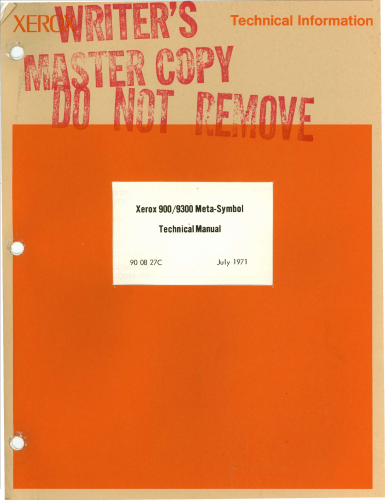 XEROX
Technical Information
WRITER'S
MASTER COPY
DO NOT REMOVE
Xerox 900/9300 Meta-Symbol
Technical Manual
90 08 27C July 1971